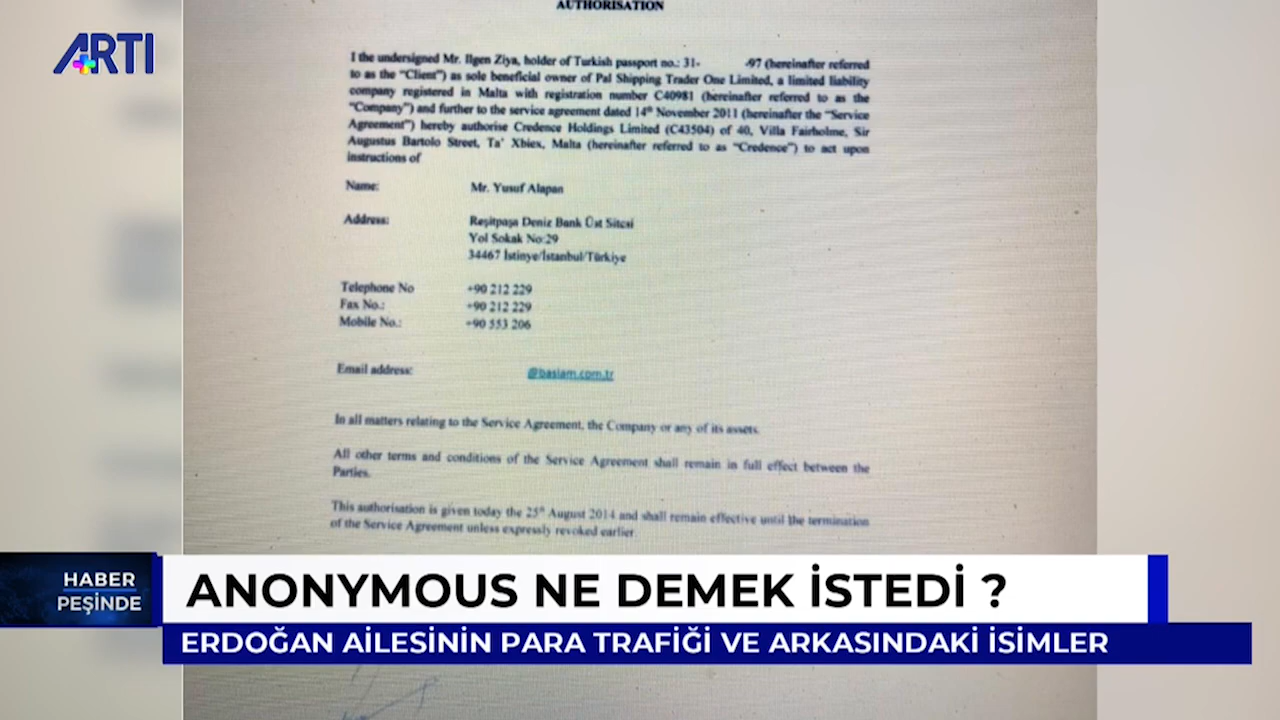 ARTI
AUTHORISATION
I the undersigned Mr. Ilgen Ziya, holder of Turkish passport no.: 31- -97 (hereinafter referred
to as the “Client”) as sole beneficial owner of Pal Shipping Trader One Limited, a limited liability
company registered in Malta with registration number C40981 (hereinafter referred to as the
“Company”) and further to the service agreement dated 14th November 2011 (hereinafter the “Service
Agreement”) hereby authorise Credence Holdings Limited (C43504) of 40, Villa Fairholme, Sir
Augustus Bartolo Street, Ta’ Xbiex, Malta (hereinafter referred to as “Credence”) to act upon
instructions of
Name: Mr. Yusuf Alapan
Address: Reşitpaşa Deniz Bank Üst Sitesi
Yol Sokak No:29
34467 İstinye/İstanbul/Türkiye
Telephone No +90 212 229
Fax No.: +90 212 229
Mobile No.: +90 553 206
Email address: @baslam.com.tr
In all matters relating to the Service Agreement, the Company or any of its assets.
All other terms and conditions of the Service Agreement shall remain in full effect between the
Parties.
This authorisation is given today the 25th August 2014 and shall remain effective until the termination
of the Service Agreement unless expressly revoked earlier.
HABER
PEŞİNDE
ANONYMOUS NE DEMEK İSTEDİ ?
ERDOĞAN AİLESİNİN PARA TRAFİĞİ VE ARKASINDAKİ İSİMLER